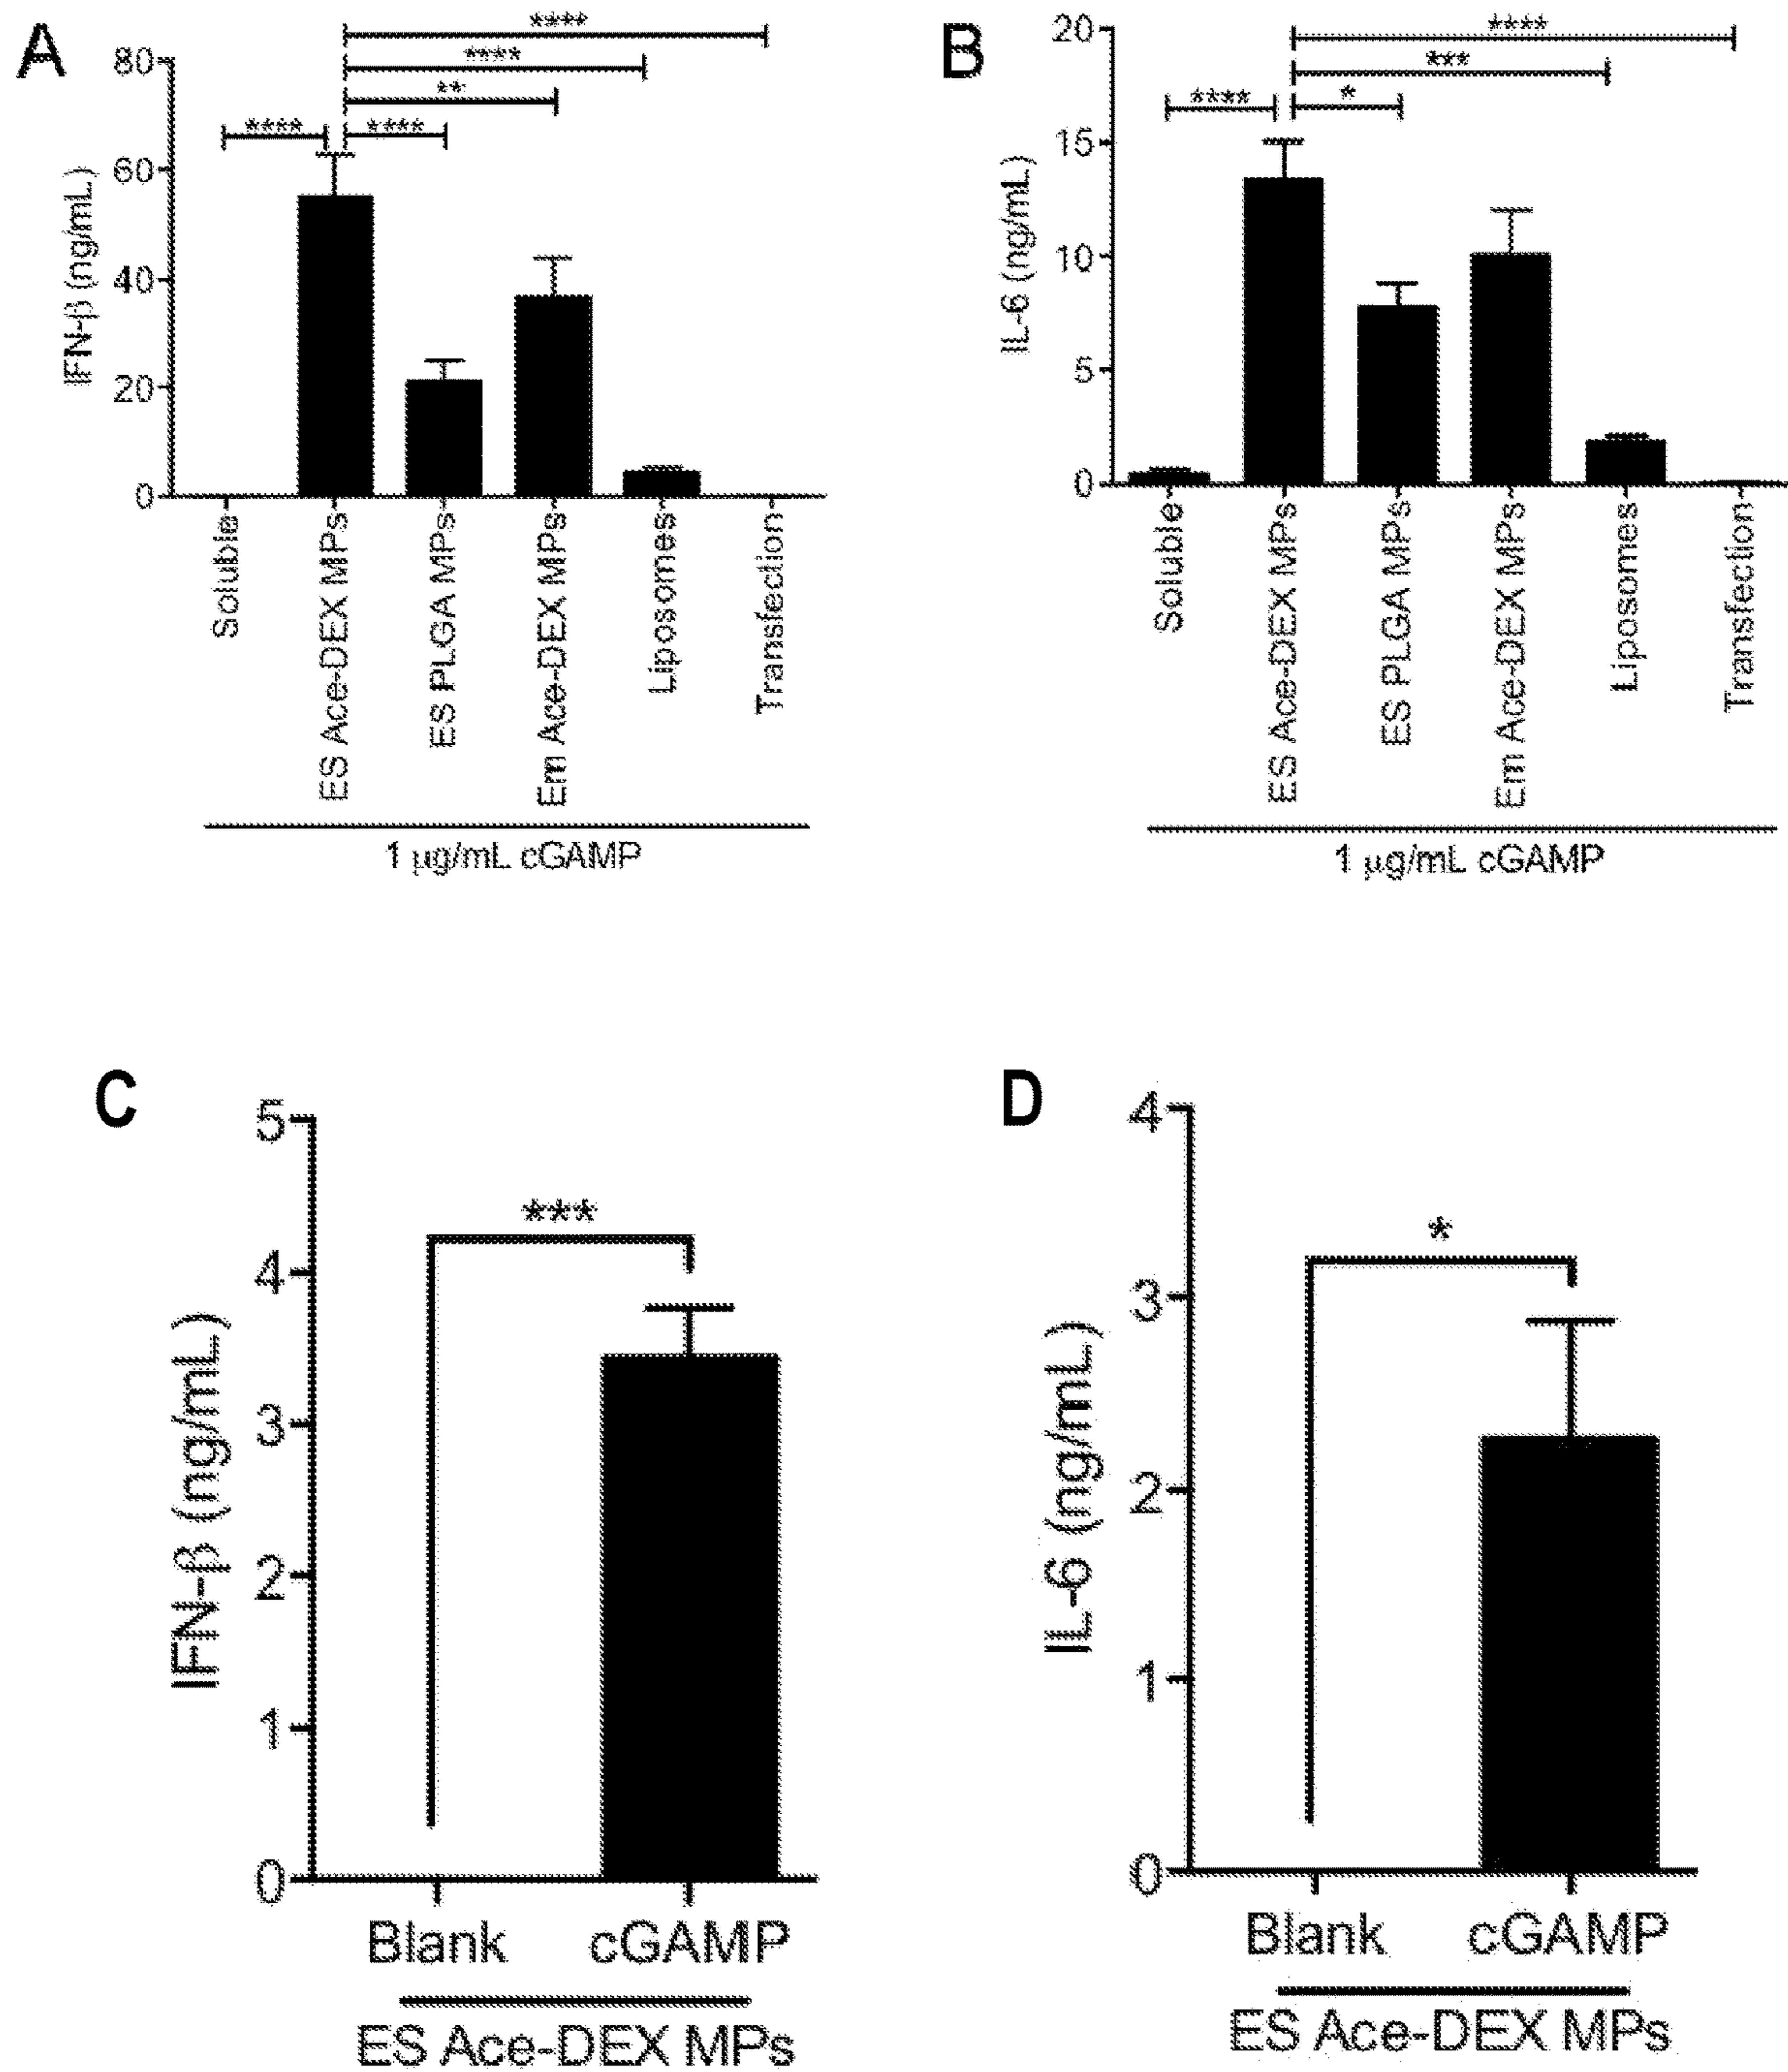 A
80
60
40
20
0
IFN-β (ng/mL)
****
****
**
****
****
Soluble
ES Ace-DEX MPs
ES PLGA MPs
Em Ace-DEX MPs
Liposomes
Transfection
1 μg/mL cGAMP
B
20
15
10
5
0
IL-6 (ng/mL)
****
***
*
****
Soluble
ES Ace-DEX MPs
ES PLGA MPs
Em Ace-DEX MPs
Liposomes
Transfection
1 μg/mL cGAMP
C
5
4
3
2
1
0
IFN-β (ng/mL)
***
Blank cGAMP
ES Ace-DEX MPs
D
4
3
2
1
0
IL-6 (ng/mL)
*
Blank cGAMP
ES Ace-DEX MPs